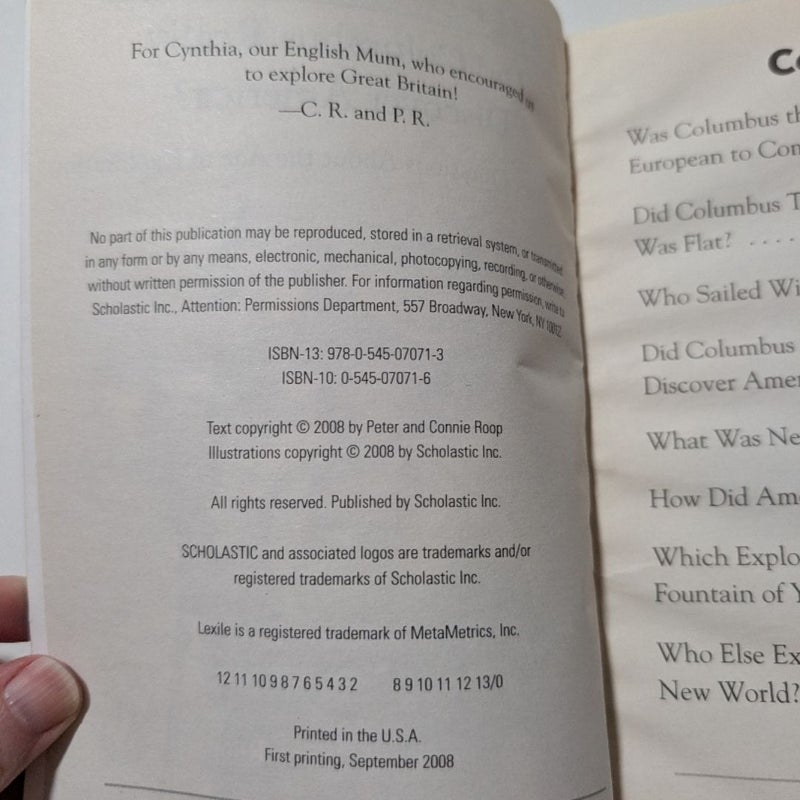 For Cynthia, our English Mum, who encouraged us
to explore Great Britain!
—C. R. and P. R.
No part of this publication may be reproduced, stored in a retrieval system, or transmitted
in any form or by any means, electronic, mechanical, photocopying, recording, or otherwise,
without written permission of the publisher. For information regarding permission, write to
Scholastic Inc., Attention: Permissions Department, 557 Broadway, New York, NY 10012.
ISBN-13: 978-0-545-07071-3
ISBN-10: 0-545-07071-6
Text copyright © 2008 by Peter and Connie Roop
Illustrations copyright © 2008 by Scholastic Inc.
All rights reserved. Published by Scholastic Inc.
SCHOLASTIC and associated logos are trademarks and/or
registered trademarks of Scholastic Inc.
Lexile is a registered trademark of MetaMetrics, Inc.
12 11 10 9 8 7 6 5 4 3 2 8 9 10 11 12 13/0
Printed in the U.S.A.
First printing, September 2008
Was Columbus
European to
Did Columbus
Was Flat? . . . .
Who Sailed
Did Columbus
Discover
What Was
How Did
Which
Fountain of
Who Else
New World?